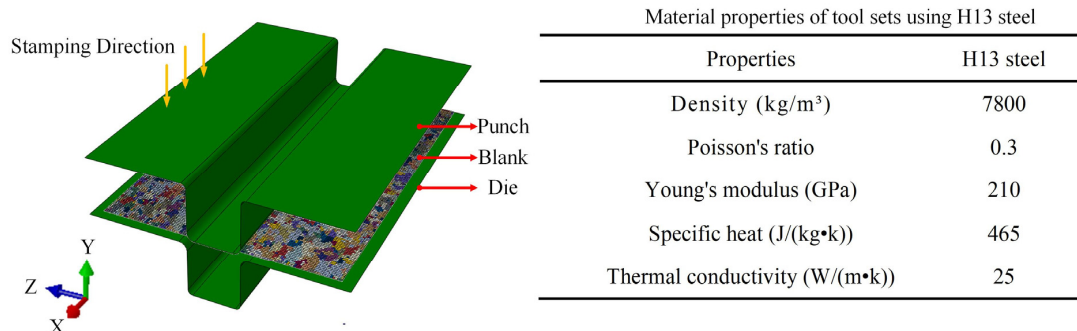 Stamping Direction
Punch
Blank
Die
Y
Z
X
Material properties of tool sets using H13 steel
Properties H13 steel
Density (kg/m³) 7800
Poisson's ratio 0.3
Young's modulus (GPa) 210
Specific heat (J/(kg•k)) 465
Thermal conductivity (W/(m•k)) 25